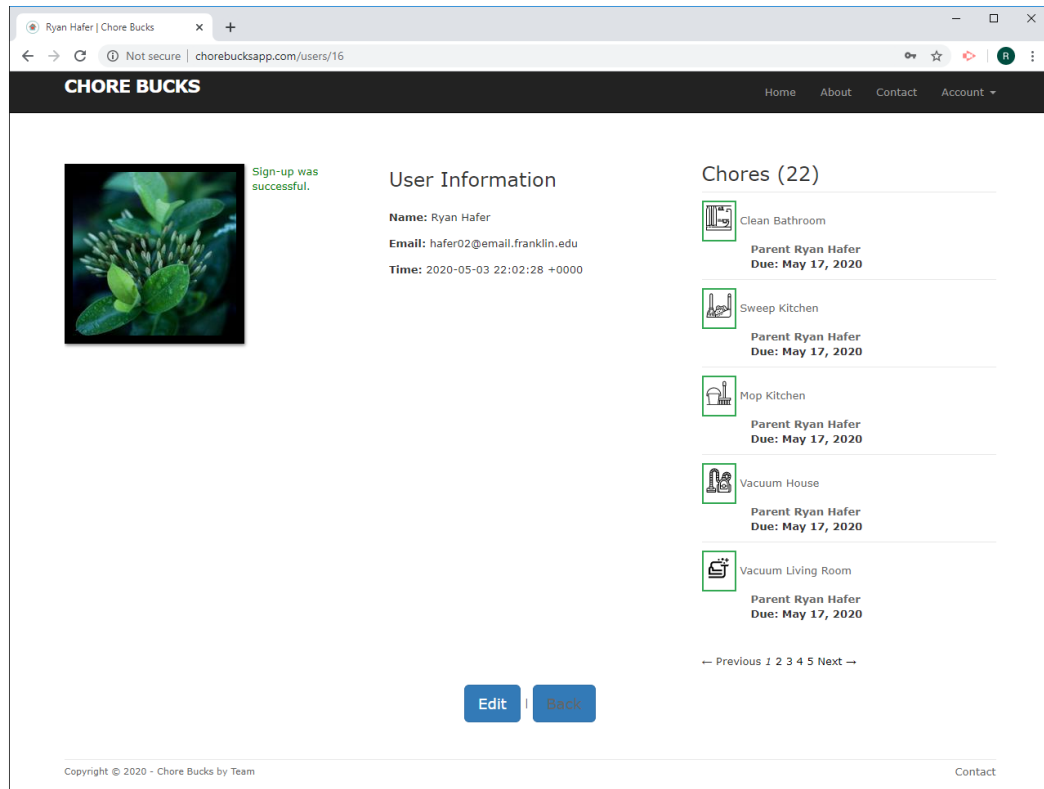 Ryan Hafer | Chore Bucks
Not secure | chorebucksapp.com/users/16
R
CHORE BUCKS
Home About Contact Account
Sign-up was
successful.
User Information
Name: Ryan Hafer
Email: hafer02@email.franklin.edu
Time: 2020-05-03 22:02:28 +0000
Chores (22)
Clean Bathroom
Parent Ryan Hafer
Due: May 17, 2020
Sweep Kitchen
Parent Ryan Hafer
Due: May 17, 2020
Mop Kitchen
Parent Ryan Hafer
Due: May 17, 2020
Vacuum House
Parent Ryan Hafer
Due: May 17, 2020
Vacuum Living Room
Parent Ryan Hafer
Due: May 17, 2020
← Previous 1 2 3 4 5 Next →
Edit | Back
Copyright © 2020 - Chore Bucks by Team
Contact